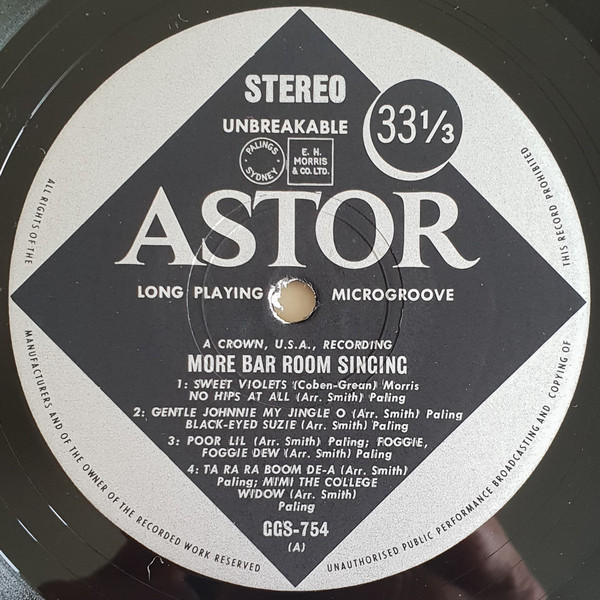 STEREO
UNBREAKABLE
33 1/3
PALINGS SYDNEY
E. H.
MORRIS
& CO. LTD.
ASTOR
LONG PLAYING MICROGROOVE
A CROWN, U.S.A., RECORDING
MORE BAR ROOM SINGING
1: SWEET VIOLETS (Coben-Grean) Morris
NO HIPS AT ALL (Arr. Smith) Paling
2: GENTLE JOHNNIE MY JINGLE O (Arr. Smith) Paling
BLACK-EYED SUZIE (Arr. Smith) Paling
3: POOR LIL (Arr. Smith) Paling; FOGGIE,
FOGGIE DEW (Arr. Smith) Paling
4: TA RA RA BOOM DE-A (Arr. Smith)
Paling; MIMI THE COLLEGE
WIDOW (Arr. Smith)
Paling
GGS-754
(A)
ALL RIGHTS OF THE
MANUFACTURERS AND OF THE OWNER OF THE RECORDED WORK RESERVED
UNAUTHORISED PUBLIC PERFORMANCE BROADCASTING AND COPYING OF
THIS RECORD PROHIBITED